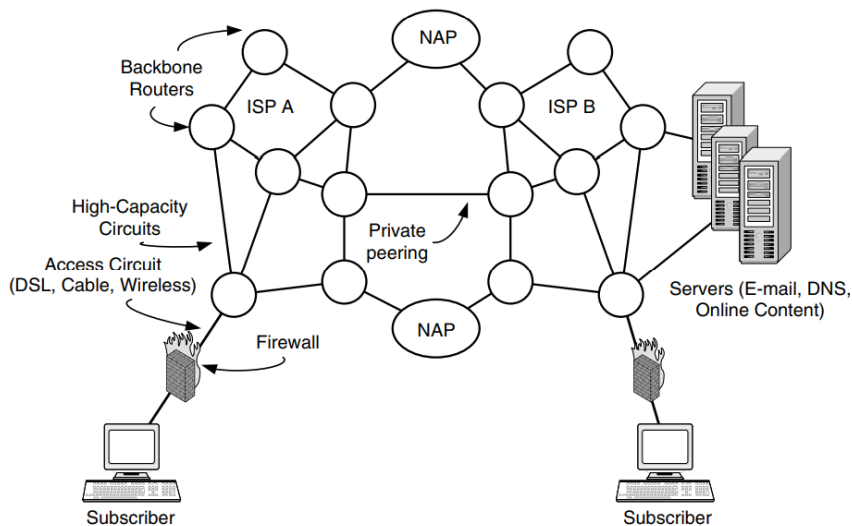 NAP
Backbone
Routers
ISP A
ISP B
High-Capacity
Circuits
Private
peering
Access Circuit
(DSL, Cable, Wireless)
Servers (E-mail, DNS,
Online Content)
NAP
Firewall
Subscriber
Subscriber